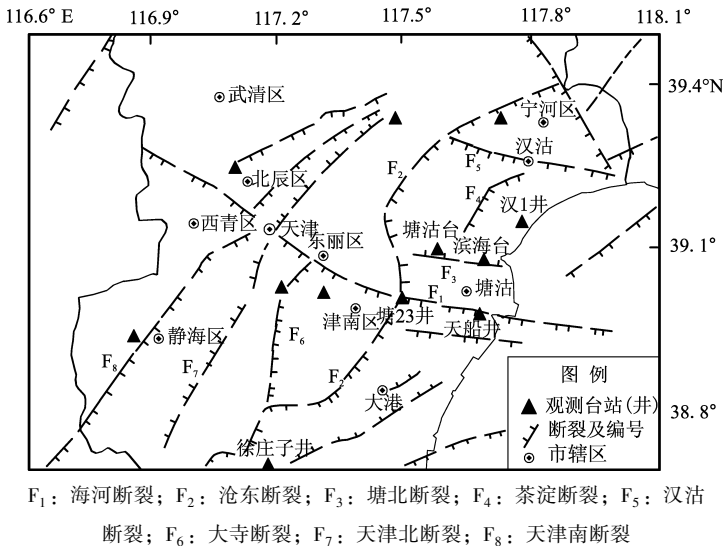 116.6° E 116.9° 117.2° 117.5° 117.8° 118.1°
39.4°N
武清区
宁河区
汉沽
F5
F2
北辰区
F4
汉1井
西青区
天津
东丽区
塘沽台
滨海台
39.1°
F3
塘沽
F1
津南区
塘23井
天船井
静海区
F6
F8
F7
F2
大港
38.8°
徐庄子井
图 例
观测台站(井)
断裂及编号
市辖区
F1：海河断裂；F2：沧东断裂；F3：塘北断裂；F4：茶淀断裂；F5：汉沽
断裂；F6：大寺断裂；F7：天津北断裂；F8：天津南断裂